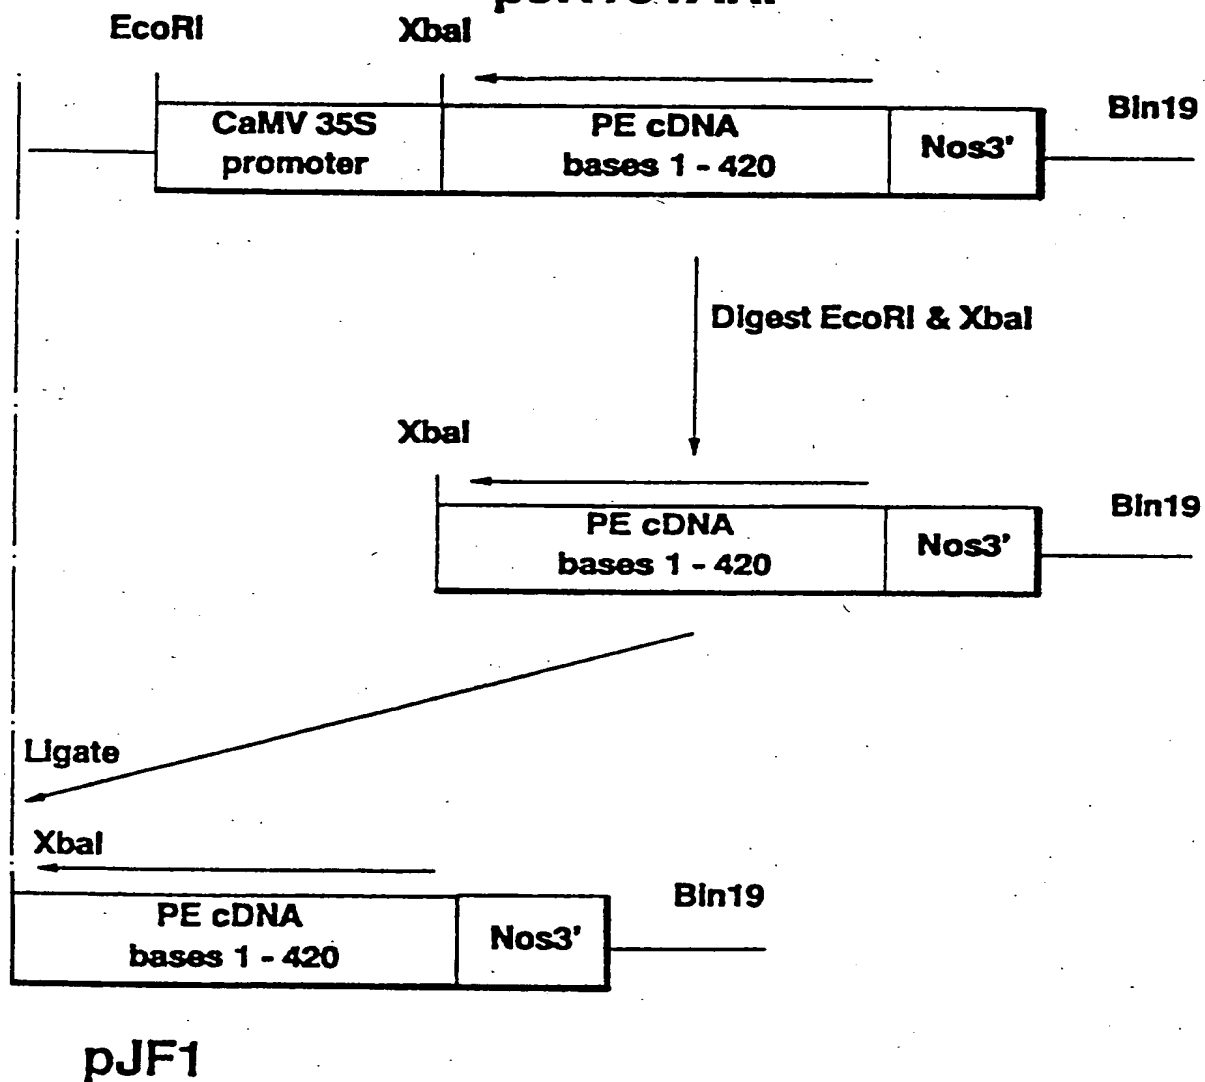 EcoRI
XbaI
CaMV 35S
promoter
PE cDNA
bases 1 - 420
Nos3'
Bin19
Digest EcoRI & XbaI
XbaI
PE cDNA
bases 1 - 420
Nos3'
Bin19
Ligate
XbaI
PE cDNA
bases 1 - 420
Nos3'
Bin19
pJF1